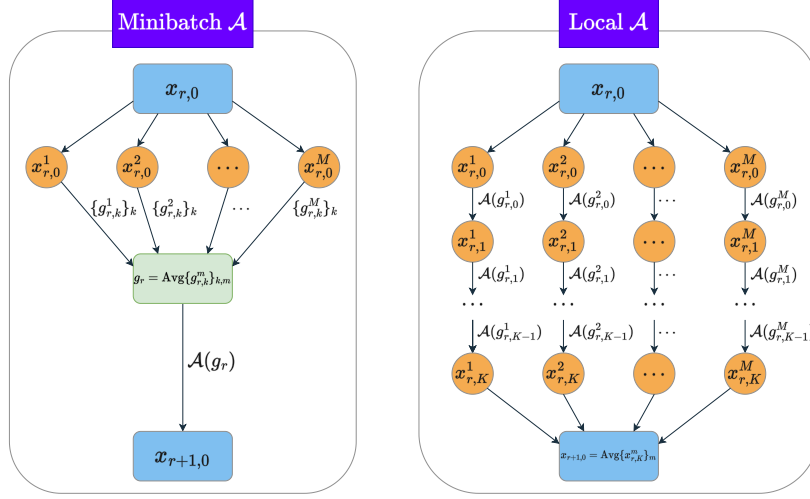 Minibatch 𝒜
x_{r,0}
x^1_{r,0} x^2_{r,0} ··· x^M_{r,0}
{g^1_{r,k}}_k {g^2_{r,k}}_k ··· {g^M_{r,k}}_k
g_r = Avg{g^m_{r,k}}_{k,m}
𝒜(g_r)
x_{r+1,0}
Local 𝒜
x_{r,0}
x^1_{r,0} x^2_{r,0} ··· x^M_{r,0}
𝒜(g^1_{r,0}) 𝒜(g^2_{r,0}) ··· 𝒜(g^M_{r,0})
x^1_{r,1} x^2_{r,1} ··· x^M_{r,1}
𝒜(g^1_{r,1}) 𝒜(g^2_{r,1}) ··· 𝒜(g^M_{r,1})
··· ··· ··· ···
𝒜(g^1_{r,K−1}) 𝒜(g^2_{r,K−1}) ··· 𝒜(g^M_{r,K−1})
x^1_{r,K} x^2_{r,K} ··· x^M_{r,K}
x_{r+1,0} = Avg{x^m_{r,K}}_m